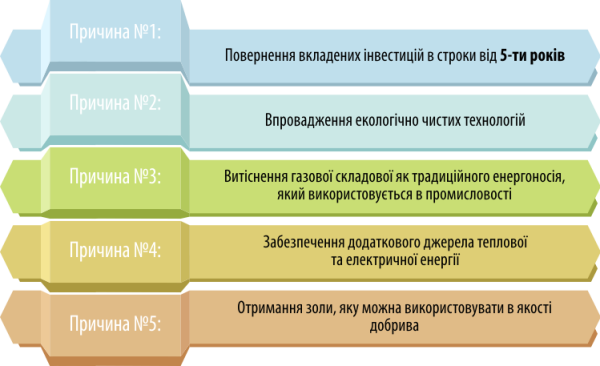 Причина №1:
Повернення вкладених інвестицій в строки від 5-ти років
Причина №2:
Впровадження екологічно чистих технологій
Причина №3:
Витіснення газової складової як традиційного енергоносія,
який використовується в промисловості
Причина №4:
Забезпечення додаткового джерела теплової
та електричної енергії
Причина №5:
Отримання золи, яку можна використовувати в якості
добрива